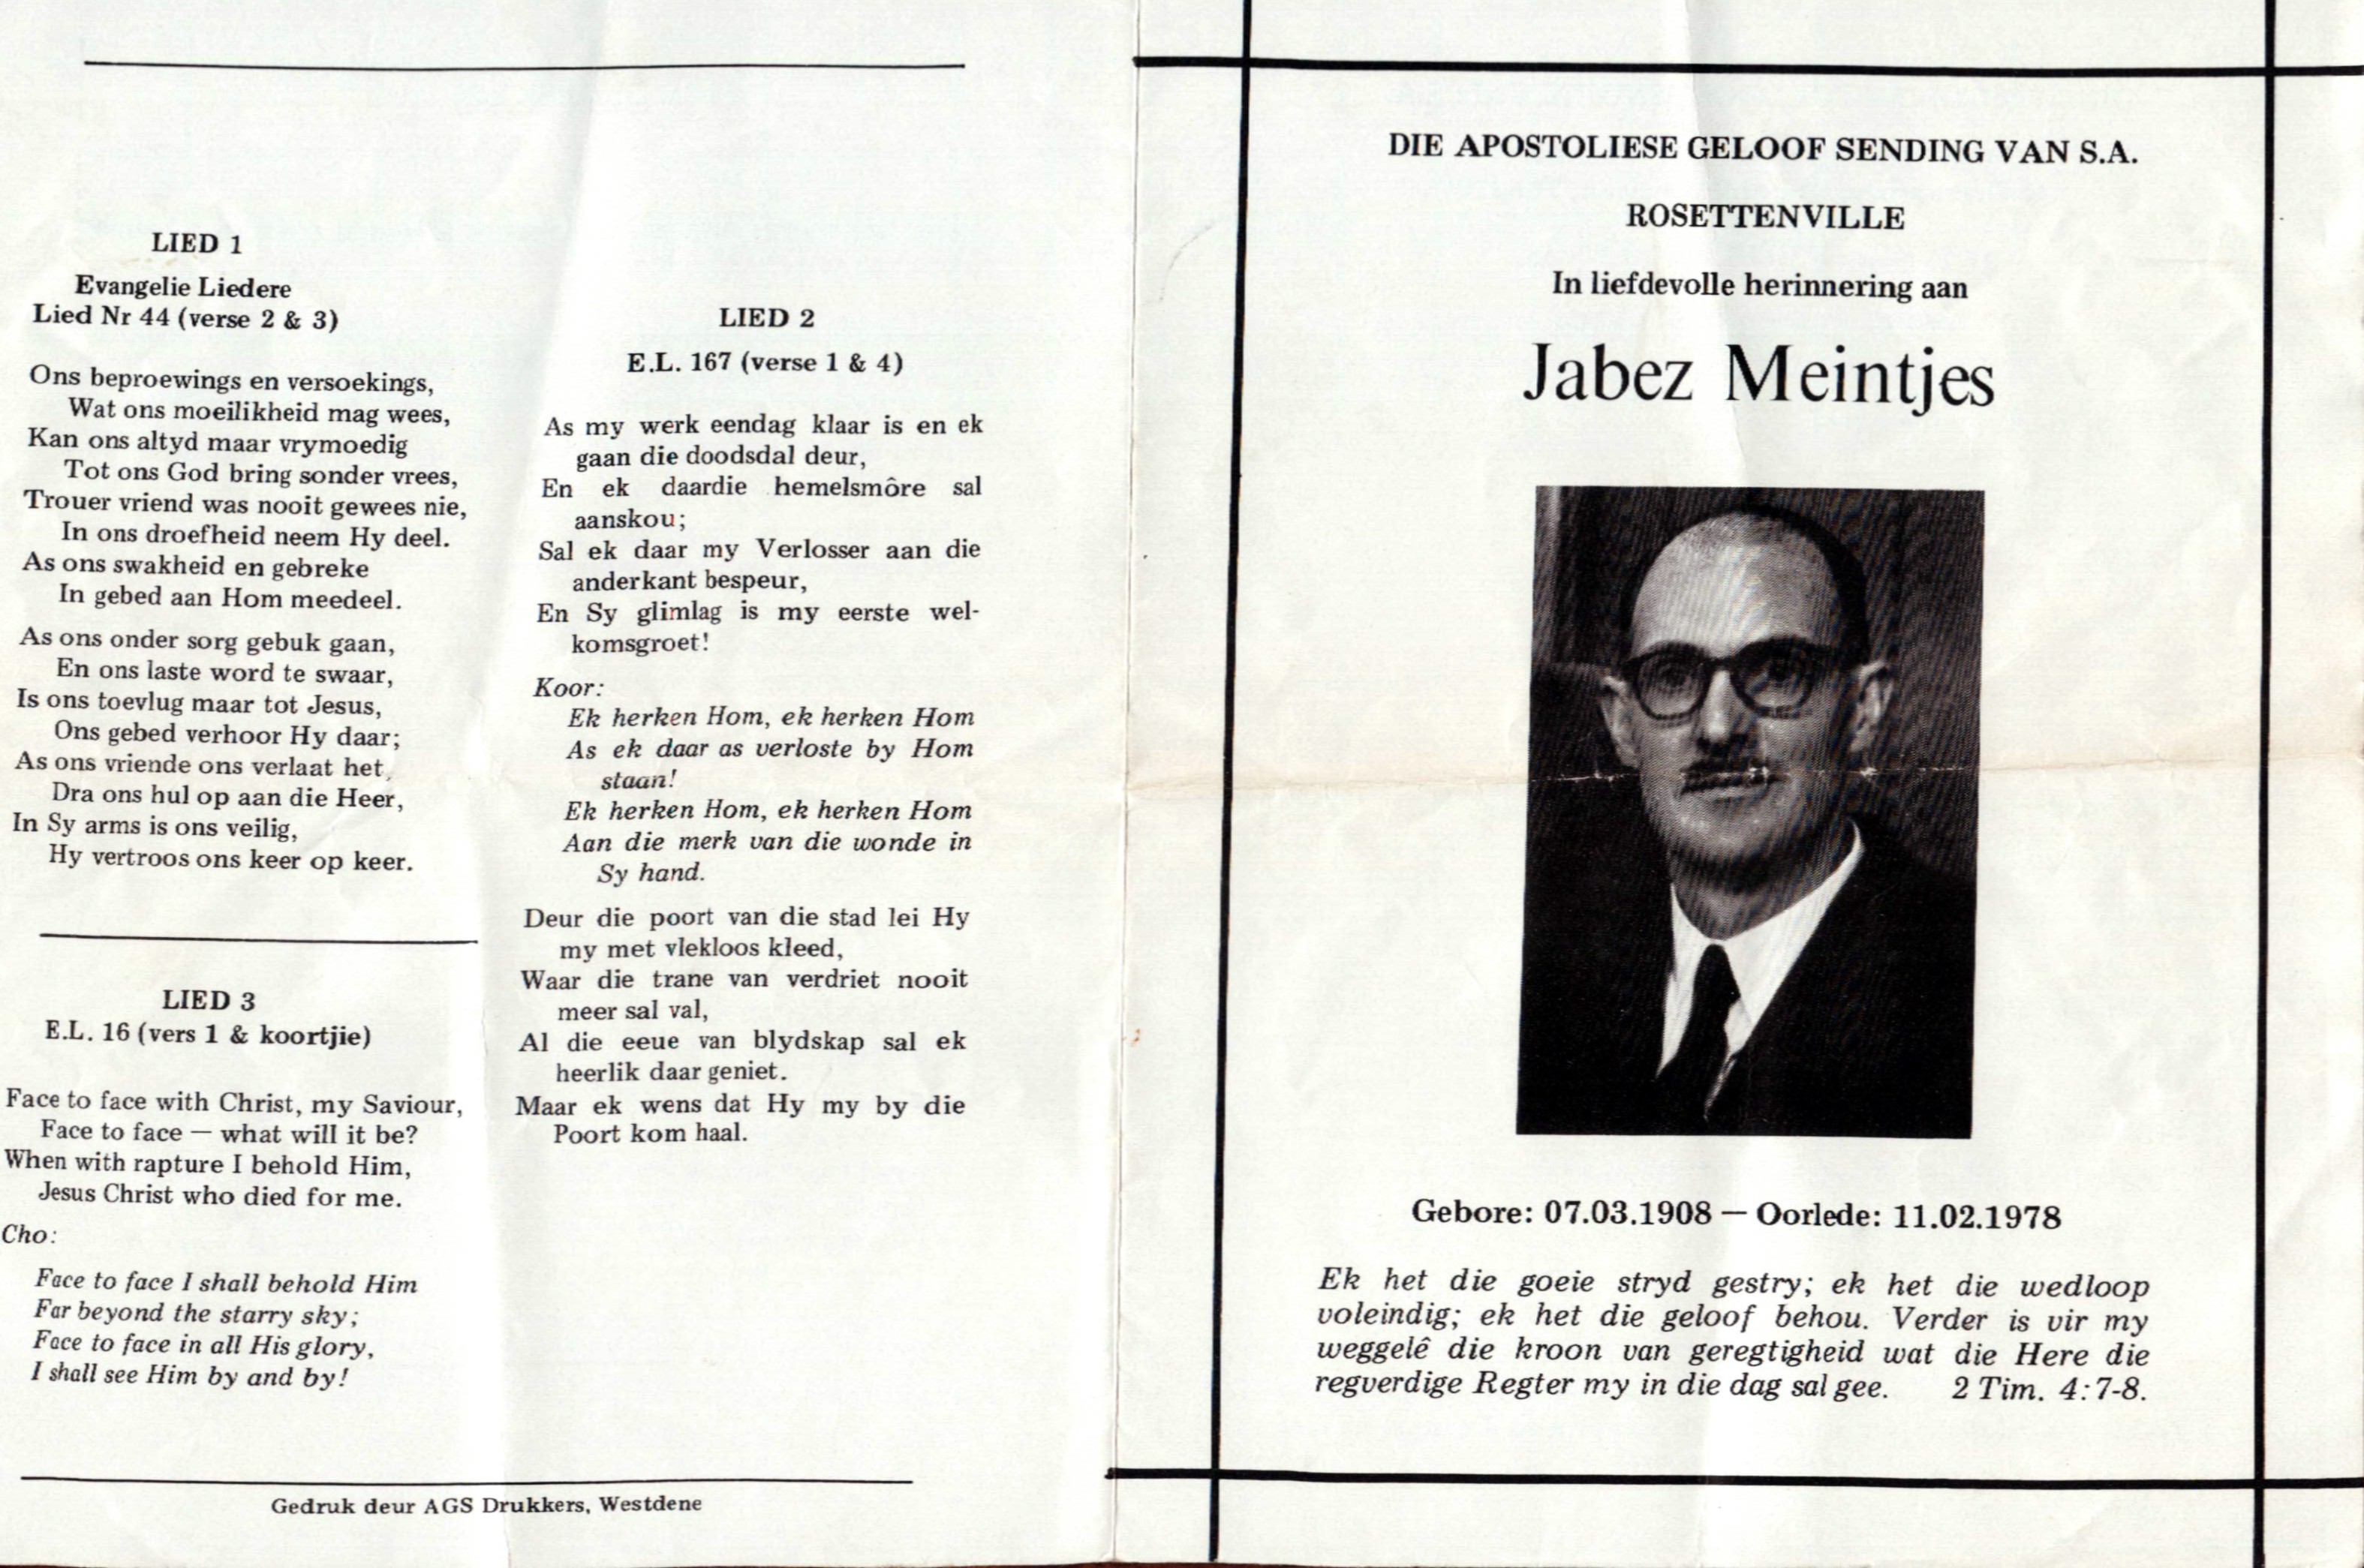 LIED 1
Evangelie Liedere
Lied Nr 44 (verse 2 & 3)
Ons beproewings en versoekings,
Wat ons moeilikheid mag wees,
Kan ons altyd maar vrymoedig
Tot ons God bring sonder vrees,
Trouer vriend was nooit gewees nie,
In ons droefheid neem Hy deel.
As ons swakheid en gebreke
In gebed aan Hom meedeel.
As ons onder sorg gebuk gaan,
En ons laste word te swaar,
Is ons toevlug maar tot Jesus,
Ons gebed verhoor Hy daar;
As ons vriende ons verlaat het,
Dra ons hul op aan die Heer,
In Sy arms is ons veilig,
Hy vertroos ons keer op keer.
LIED 3
E.L. 16 (vers 1 & koortjie)
Face to face with Christ, my Saviour,
Face to face — what will it be?
When with rapture I behold Him,
Jesus Christ who died for me.
Cho:
Face to face I shall behold Him
Far beyond the starry sky;
Face to face in all His glory,
I shall see Him by and by!
LIED 2
E.L. 167 (verse 1 & 4)
As my werk eendag klaar is en ek
gaan die doodsdal deur,
En ek daardie hemelsmôre sal
aanskou;
Sal ek daar my Verlosser aan die
anderkant bespeur,
En Sy glimlag is my eerste wel-
komsgroet!
Koor:
Ek herken Hom, ek herken Hom
As ek daar as verloste by Hom
staan!
Ek herken Hom, ek herken Hom
Aan die merk van die wonde in
Sy hand.
Deur die poort van die stad lei Hy
my met vlekloos kleed,
Waar die trane van verdriet nooit
meer sal val,
Al die eeue van blydskap sal ek
heerlik daar geniet.
Maar ek wens dat Hy my by die
Poort kom haal.
Gedruk deur AGS Drukkers, Westdene
DIE APOSTOLIESE GELOOF SENDING VAN S.A.
ROSETTENVILLE
In liefdevolle herinnering aan
Jabez Meintjes
Gebore: 07.03.1908 — Oorlede: 11.02.1978
Ek het die goeie stryd gestry; ek het die wedloop
voleindig; ek het die geloof behou. Verder is vir my
weggelê die kroon van geregtigheid wat die Here die
regverdige Regter my in die dag sal gee. 2 Tim. 4:7-8.